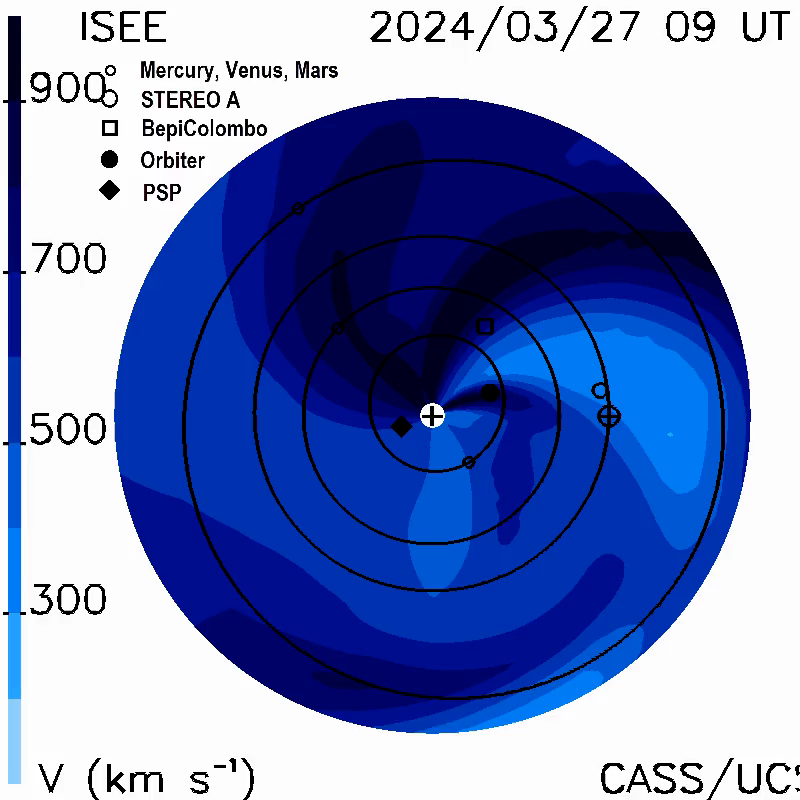 ISEE 2024/03/27 09 UT
Mercury, Venus, Mars
900
STEREO A
BepiColombo
Orbiter
PSP
700
500
300
V (km s⁻¹) CASS/UCS